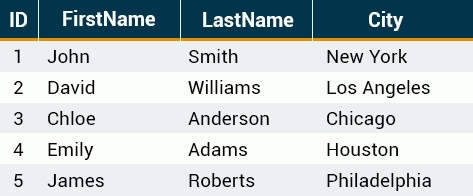 ID FirstName LastName City
1 John Smith New York
2 David Williams Los Angeles
3 Chloe Anderson Chicago
4 Emily Adams Houston
5 James Roberts Philadelphia